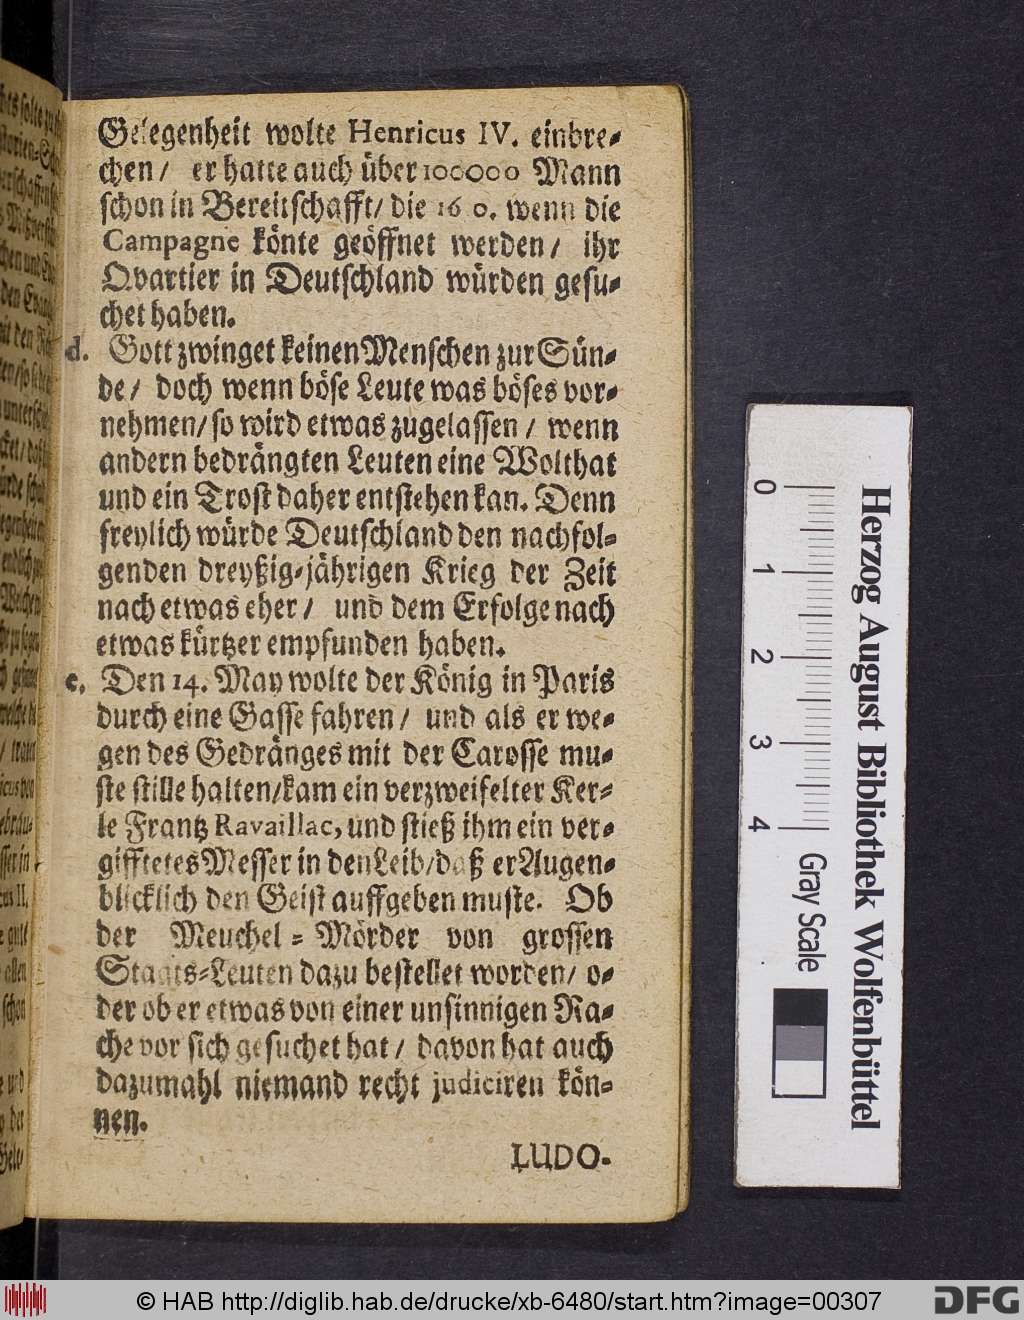 Gelegenheit wolte Henricus IV. einbre-
chen / er hatte auch über 100000 Mann
schon in Bereitschafft / die 16 0. wenn die
Campagne könte geöffnet werden / ihr
Qvartier in Deutschland würden gesu-
chet haben.
d. Gott zwinget keinen Menschen zur Sün-
de / doch wenn böse Leute was böses vor-
nehmen / so wird etwas zugelassen / wenn
andern bedrängten Leuten eine Wolthat
und ein Trost daher entstehen kan. Denn
freylich würde Deutschland den nachfol-
genden dreyßig-jährigen Krieg der Zeit
nach etwas eher / und dem Erfolge nach
etwas kürtzer empfunden haben.
e. Den 14. May wolte der König in Paris
durch eine Gasse fahren / und als er we-
gen des Gedränges mit der Carosse mu-
ste stille halten / kam ein verzweifelter Ker-
le Frantz Ravaillac, und stieß ihm ein ver-
gifftetes Messer in den Leib / daß er Augen-
blicklich den Geist auffgeben muste. Ob
der Meuchel-Mörder von grossen
Staats-Leuten dazu bestellet worden / o-
der ob er etwas von einer unsinnigen Ra-
che vor sich gesuchet hat / davon hat auch
dazumahl niemand recht judiciren kön-
nen.
LUDO-
0 1 2 3 4 Gray Scale
Herzog August Bibliothek Wolfenbüttel
© HAB http://diglib.hab.de/drucke/xb-6480/start.htm?image=00307
DFG